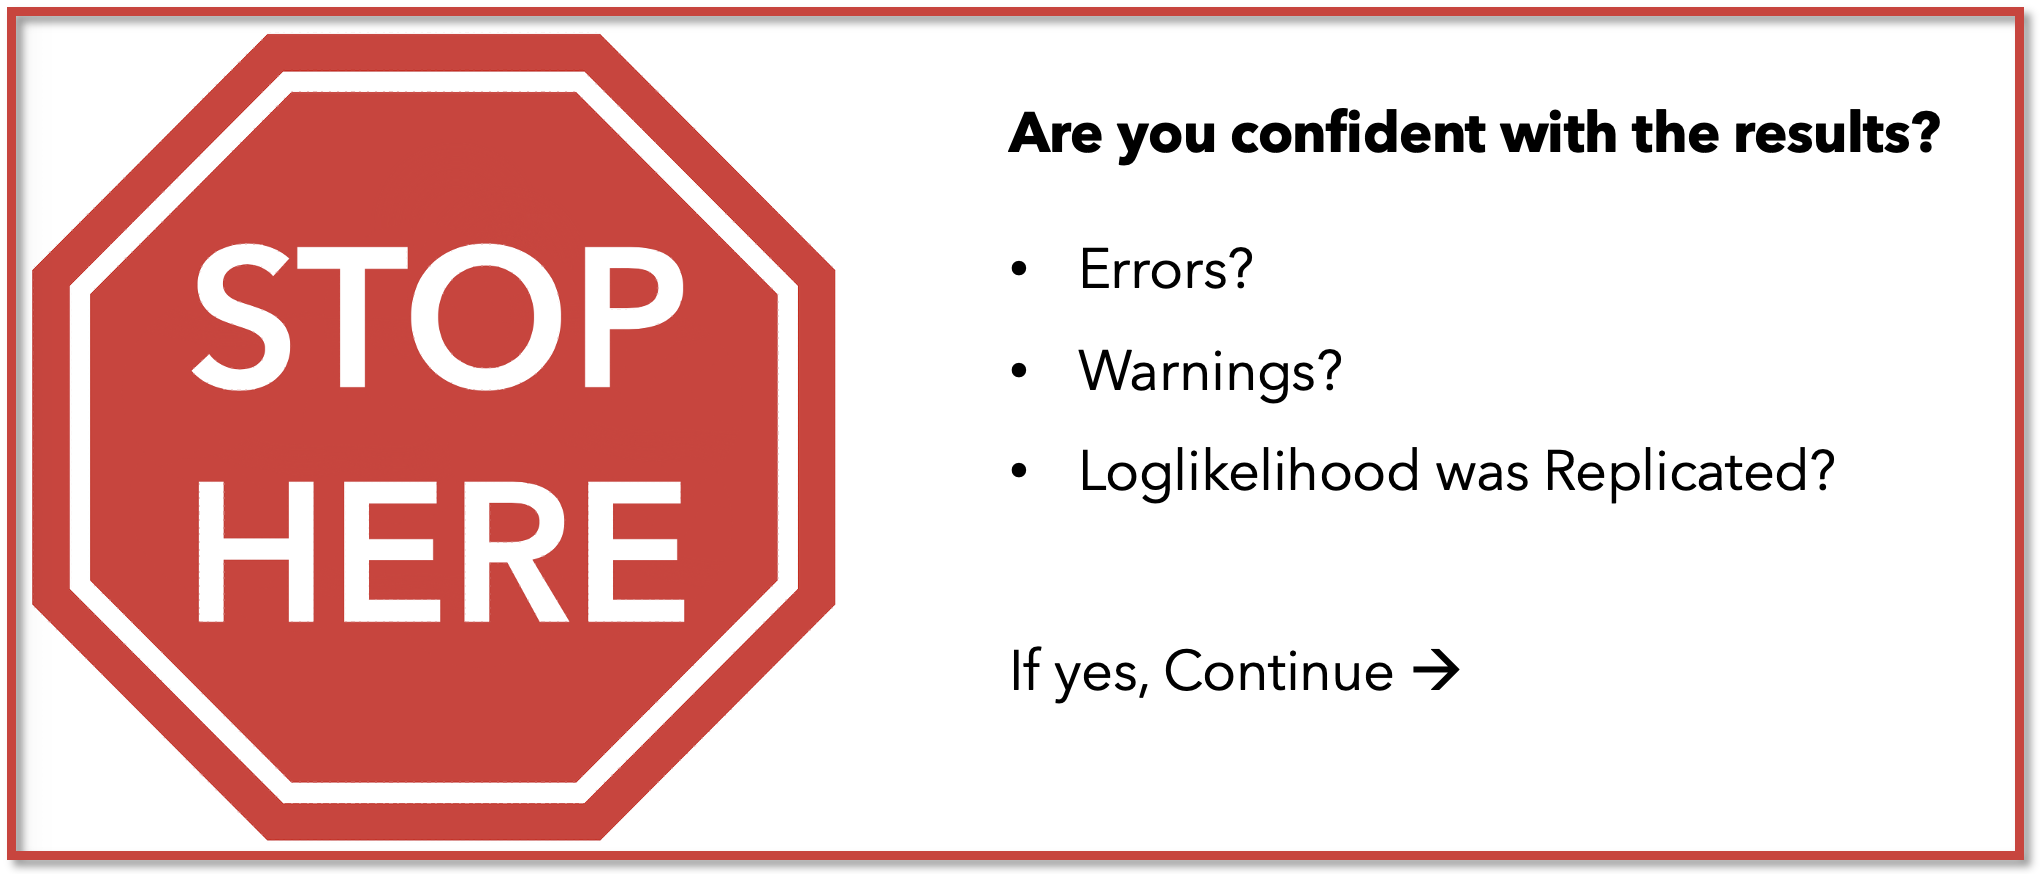 STOP
HERE
Are you confident with the results?
• Errors?
• Warnings?
• Loglikelihood was Replicated?
If yes, Continue →